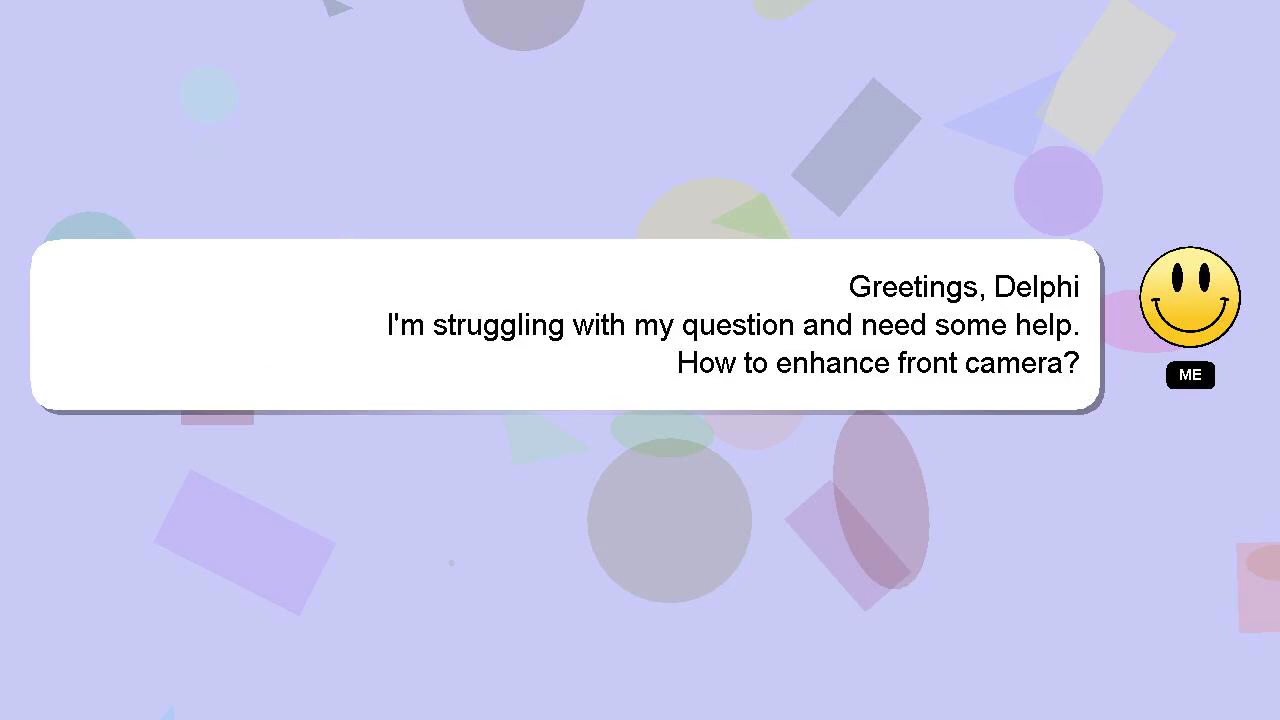 Greetings, Delphi
I'm struggling with my question and need some help.
How to enhance front camera?
ME